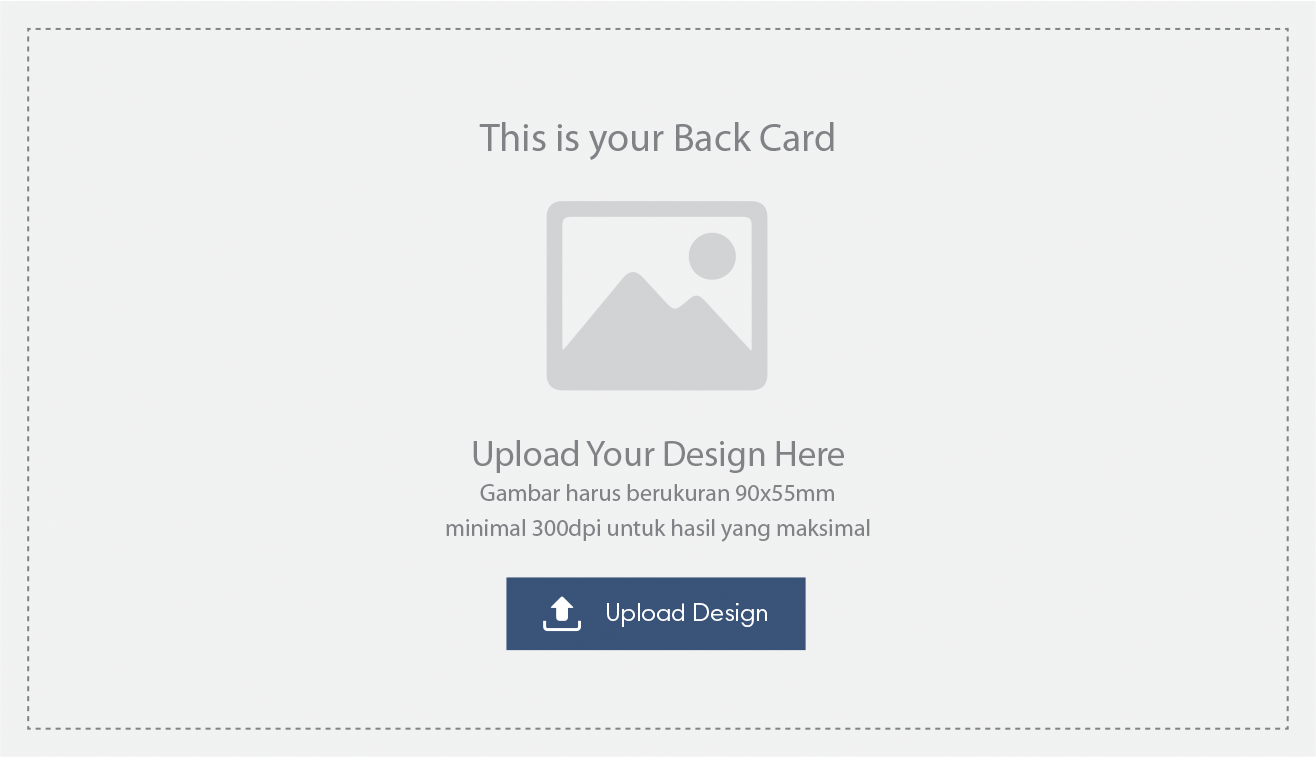 This is your Back Card
Upload Your Design Here
Gambar harus berukuran 90x55mm
minimal 300dpi untuk hasil yang maksimal
Upload Design